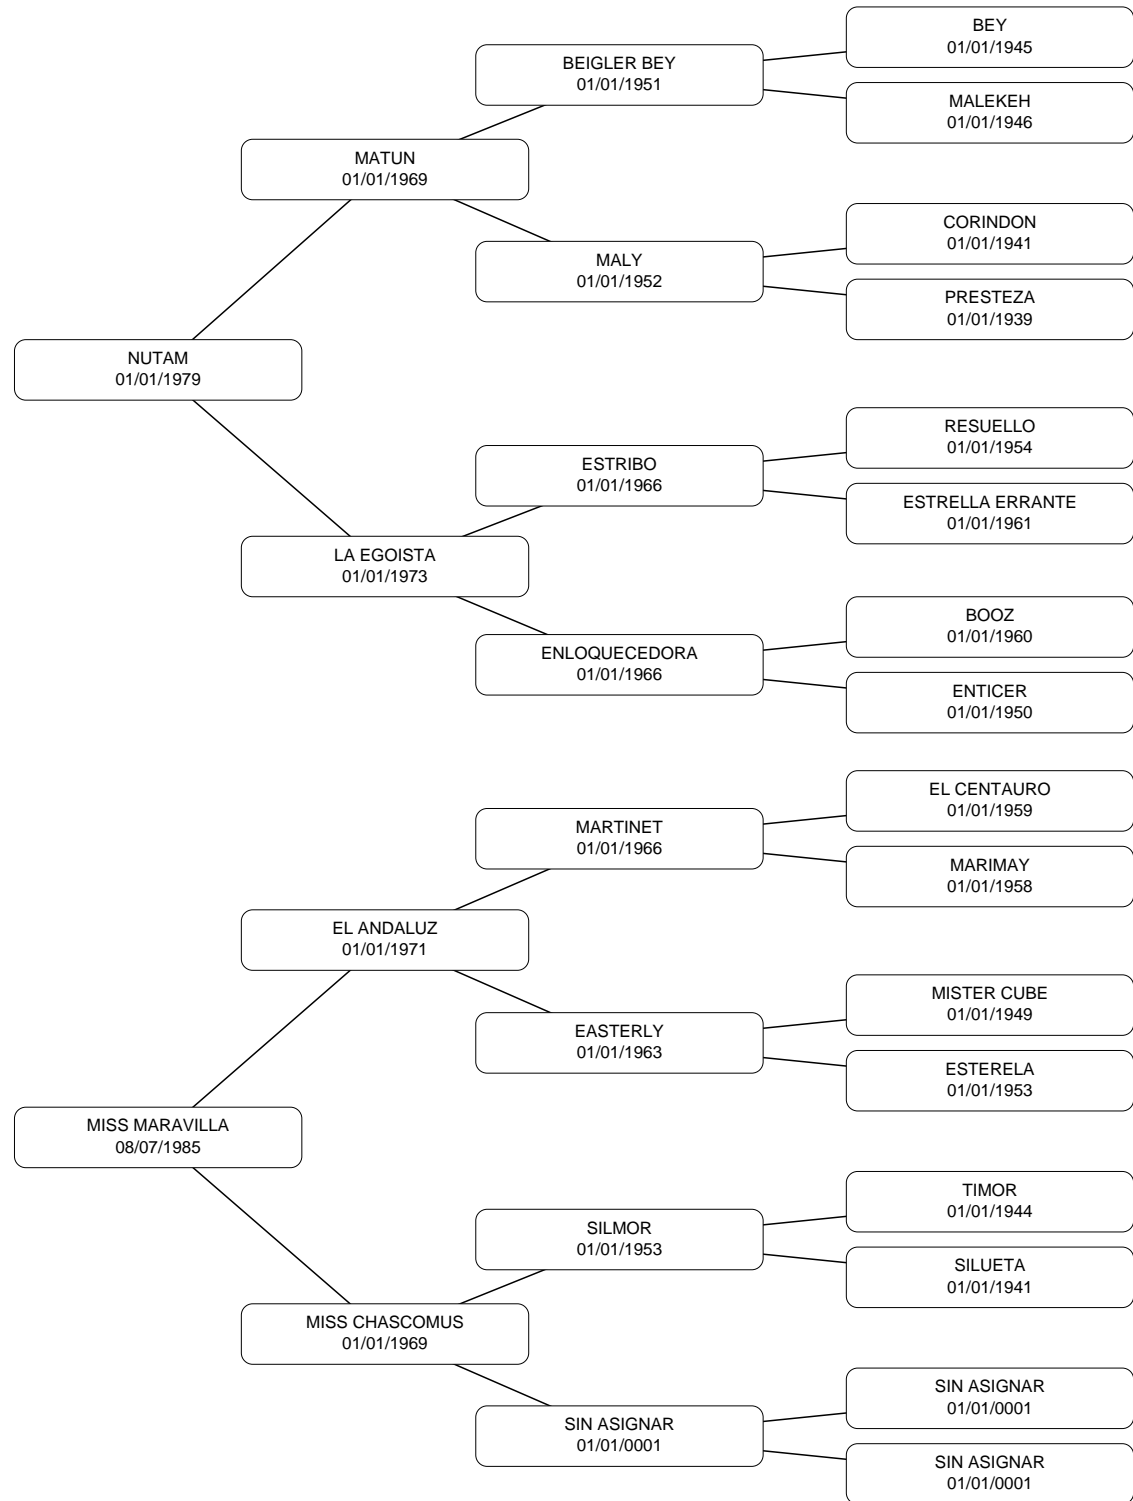 BEY
01/01/1945
BEIGLER BEY
01/01/1951
MALEKEH
01/01/1946
MATUN
01/01/1969
CORINDON
01/01/1941
MALY
01/01/1952
PRESTEZA
01/01/1939
NUTAM
01/01/1979
RESUELLO
01/01/1954
ESTRIBO
01/01/1966
ESTRELLA ERRANTE
01/01/1961
LA EGOISTA
01/01/1973
BOOZ
01/01/1960
ENLOQUECEDORA
01/01/1966
ENTICER
01/01/1950
EL CENTAURO
01/01/1959
MARTINET
01/01/1966
MARIMAY
01/01/1958
EL ANDALUZ
01/01/1971
MISTER CUBE
01/01/1949
EASTERLY
01/01/1963
ESTERELA
01/01/1953
MISS MARAVILLA
08/07/1985
TIMOR
01/01/1944
SILMOR
01/01/1953
SILUETA
01/01/1941
MISS CHASCOMUS
01/01/1969
SIN ASIGNAR
01/01/0001
SIN ASIGNAR
01/01/0001
SIN ASIGNAR
01/01/0001